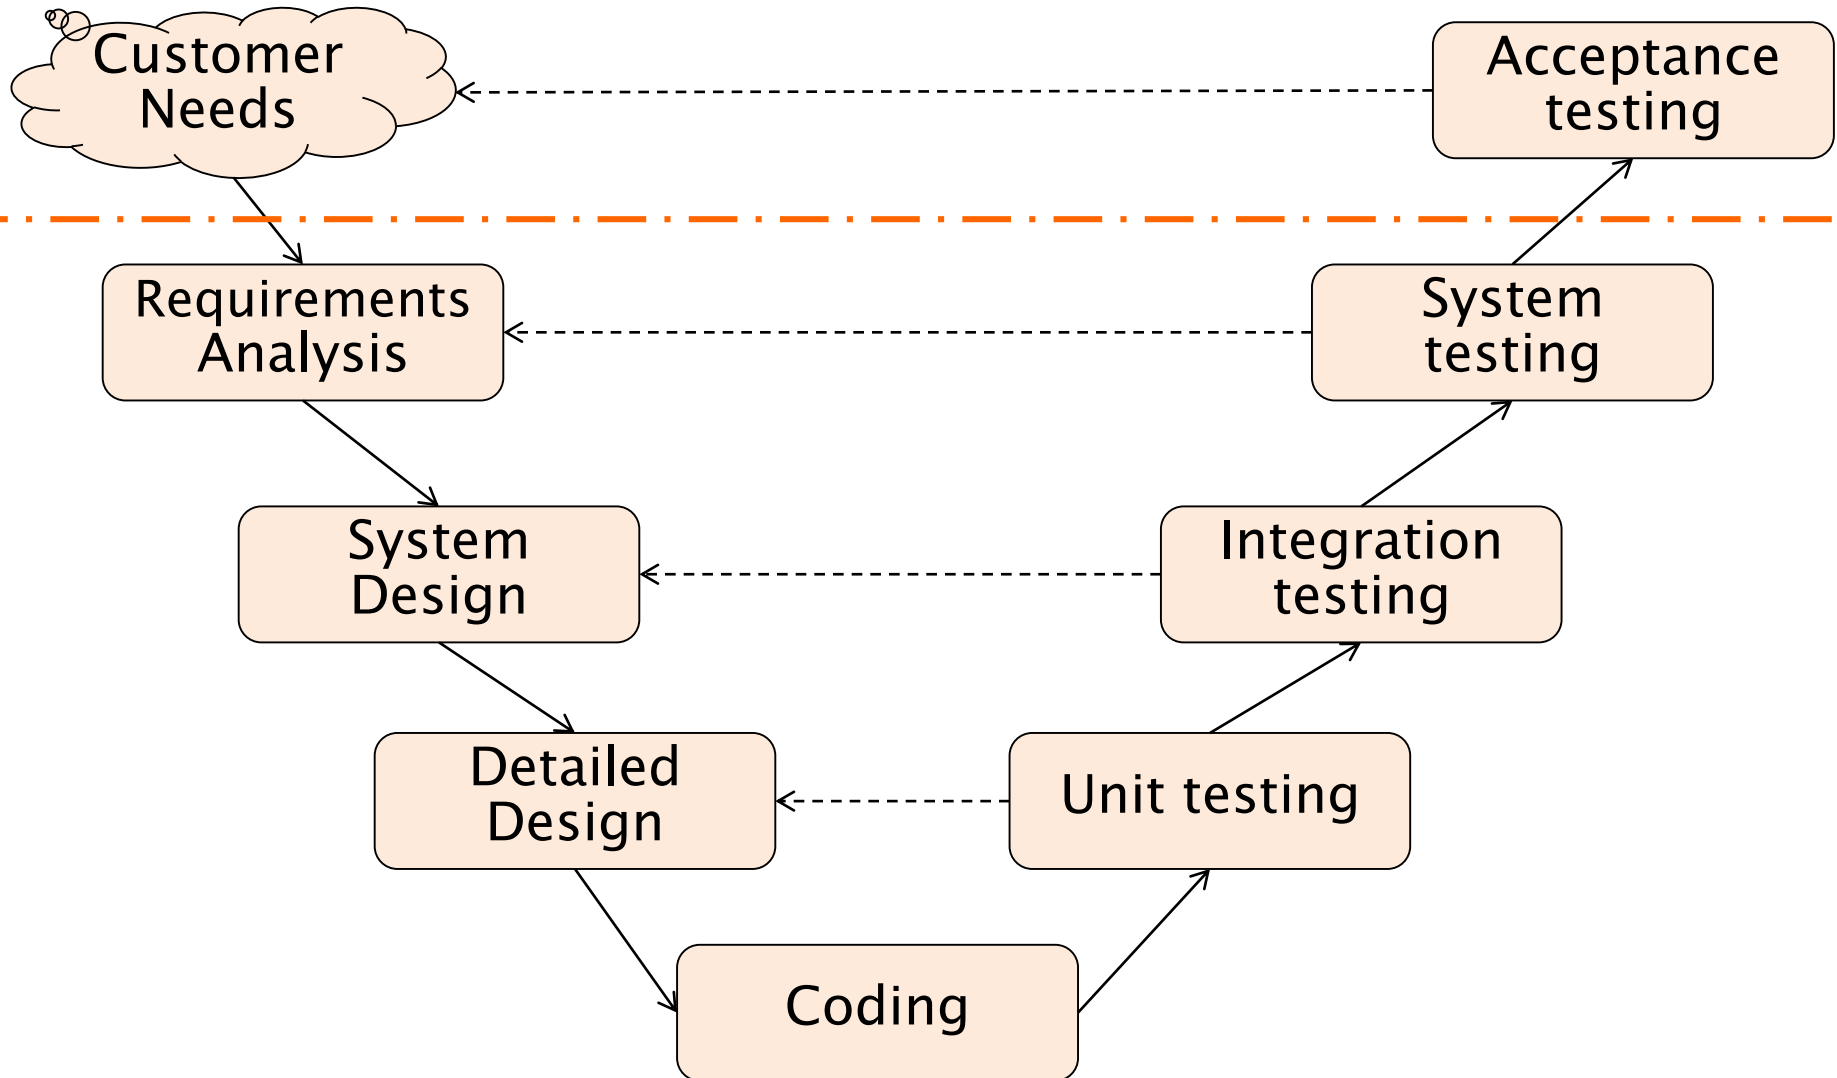 Customer
Needs
Acceptance
testing
Requirements
Analysis
System
testing
System
Design
Integration
testing
Detailed
Design
Unit testing
Coding